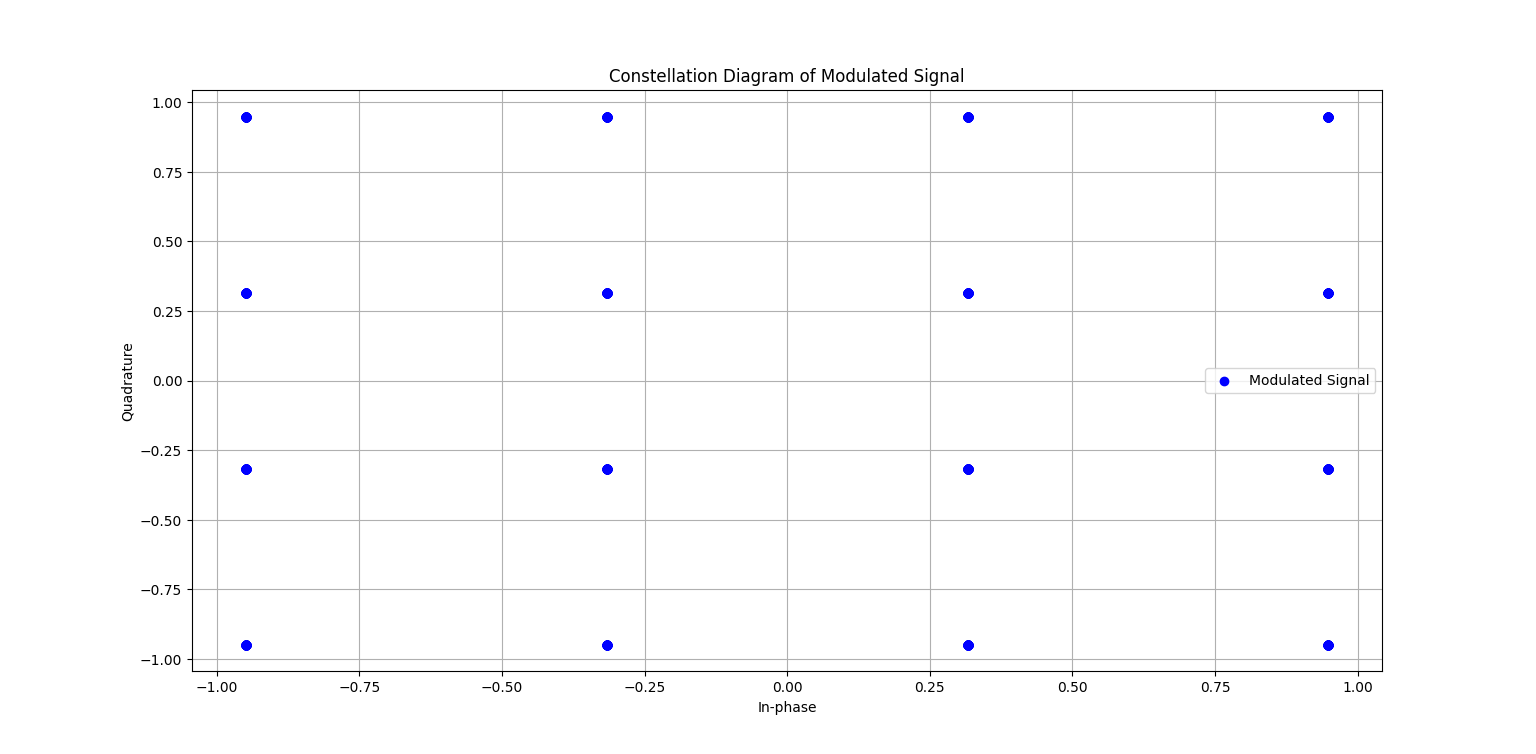 Constellation Diagram of Modulated Signal
1.00
0.75
0.50
0.25
0.00
−0.25
−0.50
−0.75
−1.00
Quadrature
Modulated Signal
−1.00 −0.75 −0.50 −0.25 0.00 0.25 0.50 0.75 1.00
In-phase